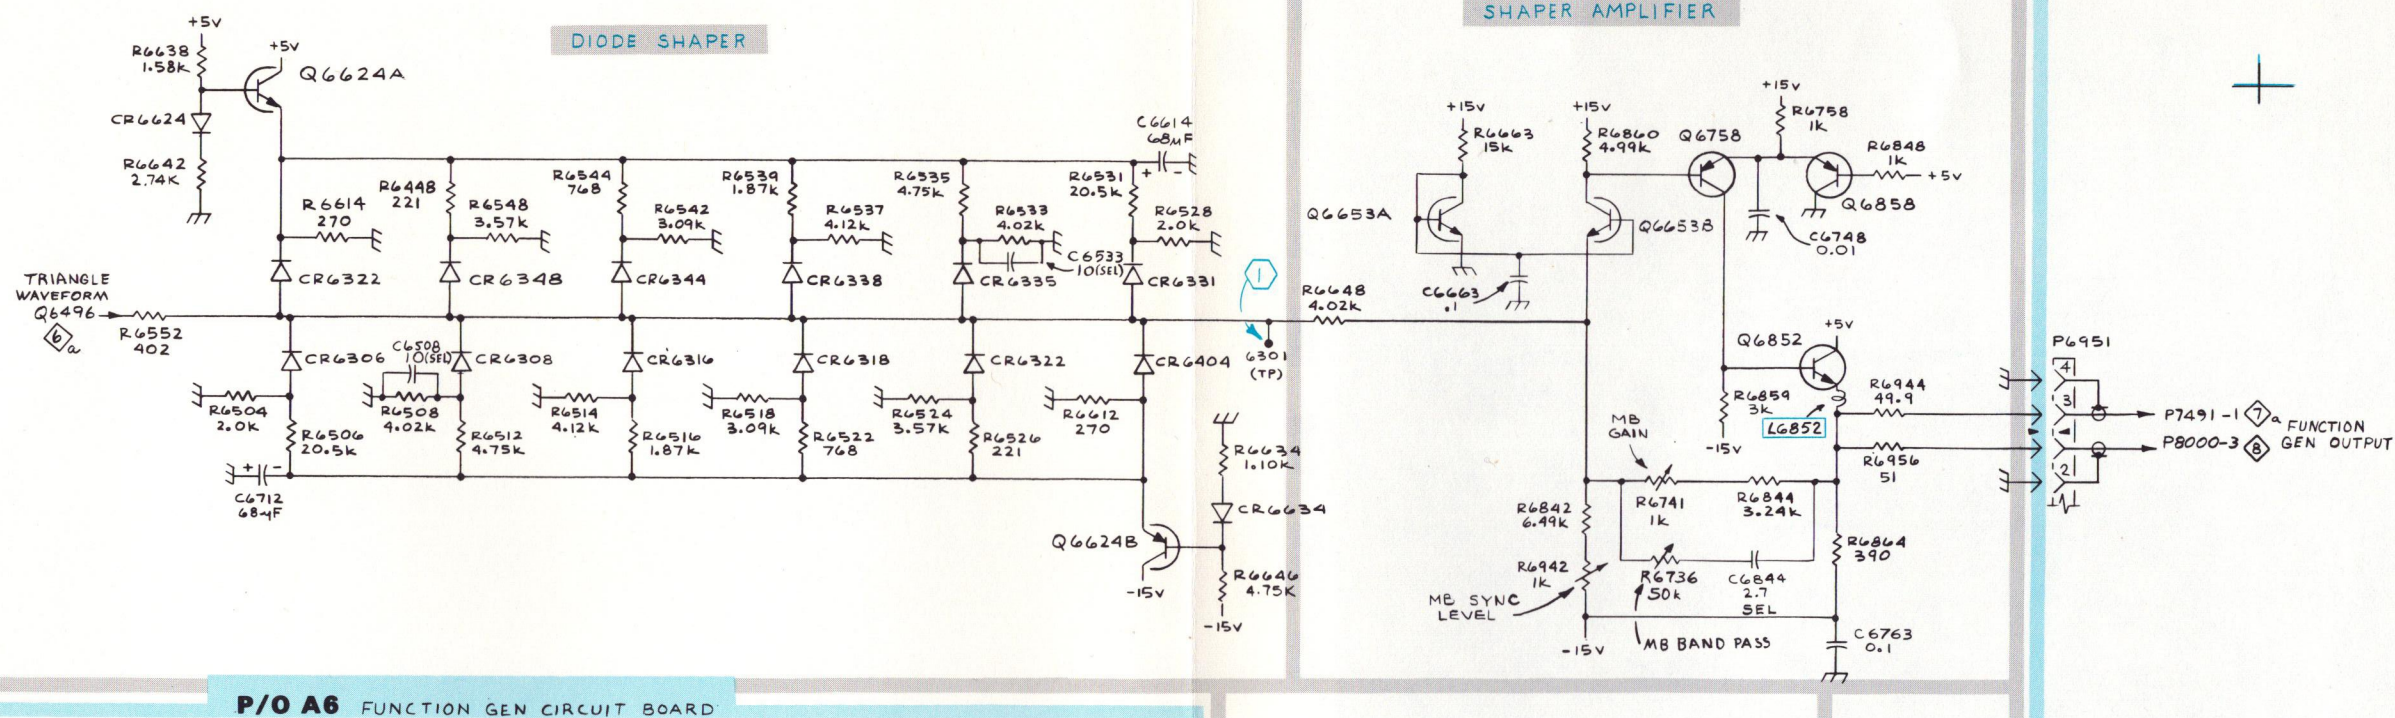 DIODE SHAPER
SHAPER AMPLIFIER
+5V
R6638
1.58K
+5V
Q6624A
CR6624
R6642
2.74K
R6614
270
R6448
221
R6548
3.57K
R6544
768
R6542
3.09K
R6539
1.87K
R6537
4.12K
R6535
4.75K
R6533
4.02K
C6533
10(SEL)
R6531
20.5K
R6528
2.0K
C6614
68µF
+ -
CR6322
CR6348
CR6344
CR6338
CR6335
CR6331
TRIANGLE
WAVEFORM
Q6496
6 a
R6552
402
1
6301
(TP)
CR6306
C6508
10(SEL)
CR6308
CR6316
CR6318
CR6322
CR6404
R6504
2.0K
R6506
20.5K
R6508
4.02K
R6512
4.75K
R6514
4.12K
R6516
1.87K
R6518
3.09K
R6522
768
R6524
3.57K
R6526
221
R6612
270
+ -
C6712
68µF
R6634
1.10K
CR6634
Q6624B
-15V
R6646
4.75K
-15V
+15V
R6663
15K
+15V
R6860
4.99K
Q6758
+15V
R6758
1K
R6848
1K
+5V
Q6858
Q6653A
Q6653B
C6748
0.01
C6663
.1
R6648
4.02K
Q6852
+5V
R6859
3K
-15V
L6852
R6944
49.9
R6956
51
P6951
4
3
1
2
P7491-1 7 a
P8000-3 8
FUNCTION
GEN OUTPUT
MB
GAIN
R6741
1K
R6844
3.24K
R6842
6.49K
R6942
1K
R6736
50K
C6844
2.7
SEL
R6864
390
MB SYNC
LEVEL
-15V
MB BAND PASS
C6763
0.1
P/O A6 FUNCTION GEN CIRCUIT BOARD